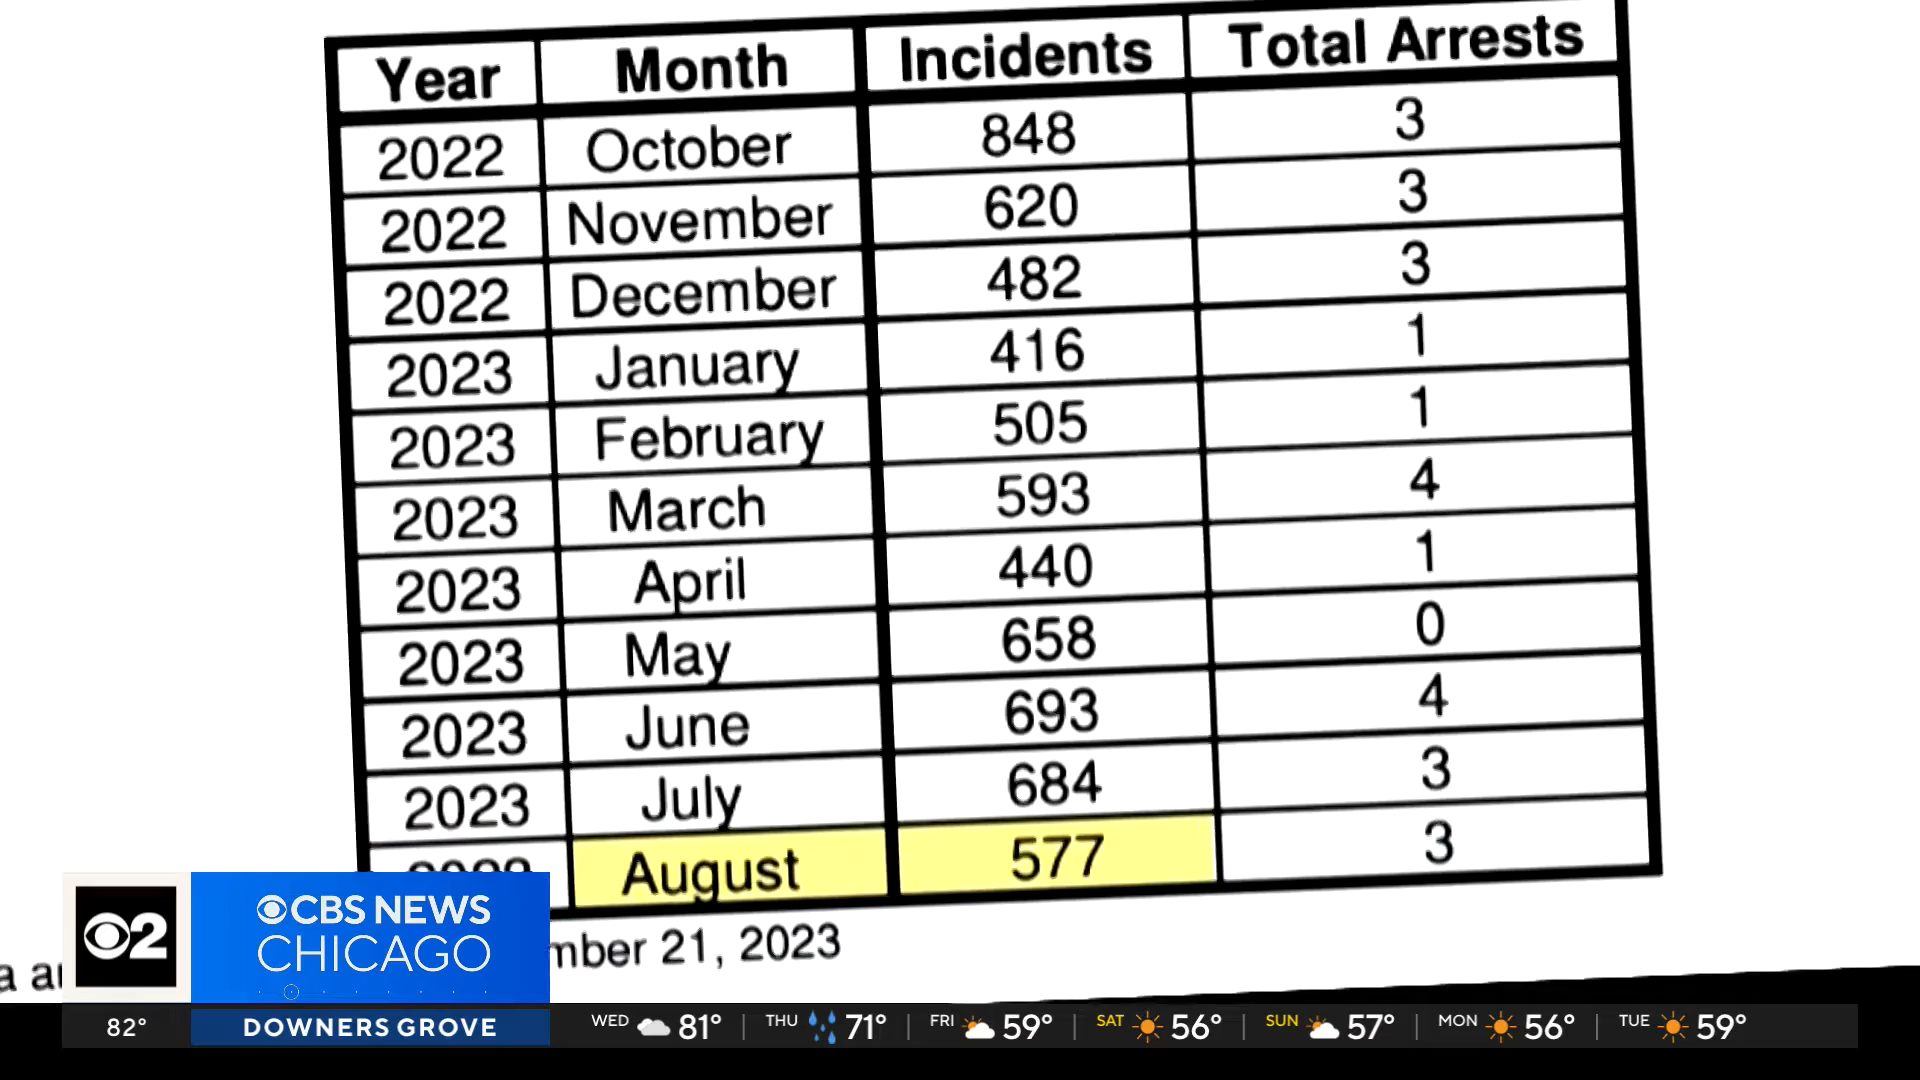 Year Month Incidents Total Arrests
2022 October 848 3
2022 November 620 3
2022 December 482 3
2023 January 416 1
2023 February 505 1
2023 March 593 4
2023 April 440 1
2023 May 658 0
2023 June 693 4
2023 July 684 3
August 577 3
mber 21, 2023
2
CBS NEWS
CHICAGO
82° DOWNERS GROVE WED 81° THU 71° FRI 59° SAT 56° SUN 57° MON 56° TUE 59°